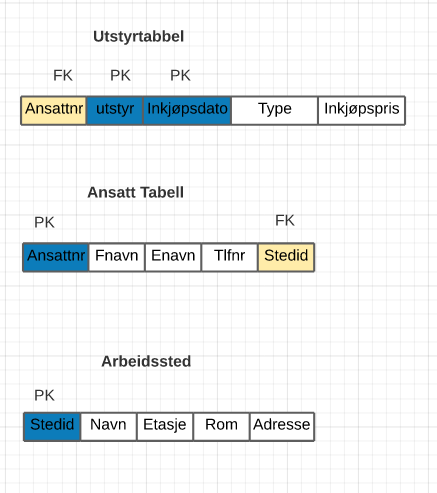 Utstyrtabbel
FK PK PK
Ansattnr utstyr Inkjøpsdato Type Inkjøpspris
Ansatt Tabell
PK FK
Ansattnr Fnavn Enavn Tlfnr Stedid
Arbeidssted
PK
Stedid Navn Etasje Rom Adresse